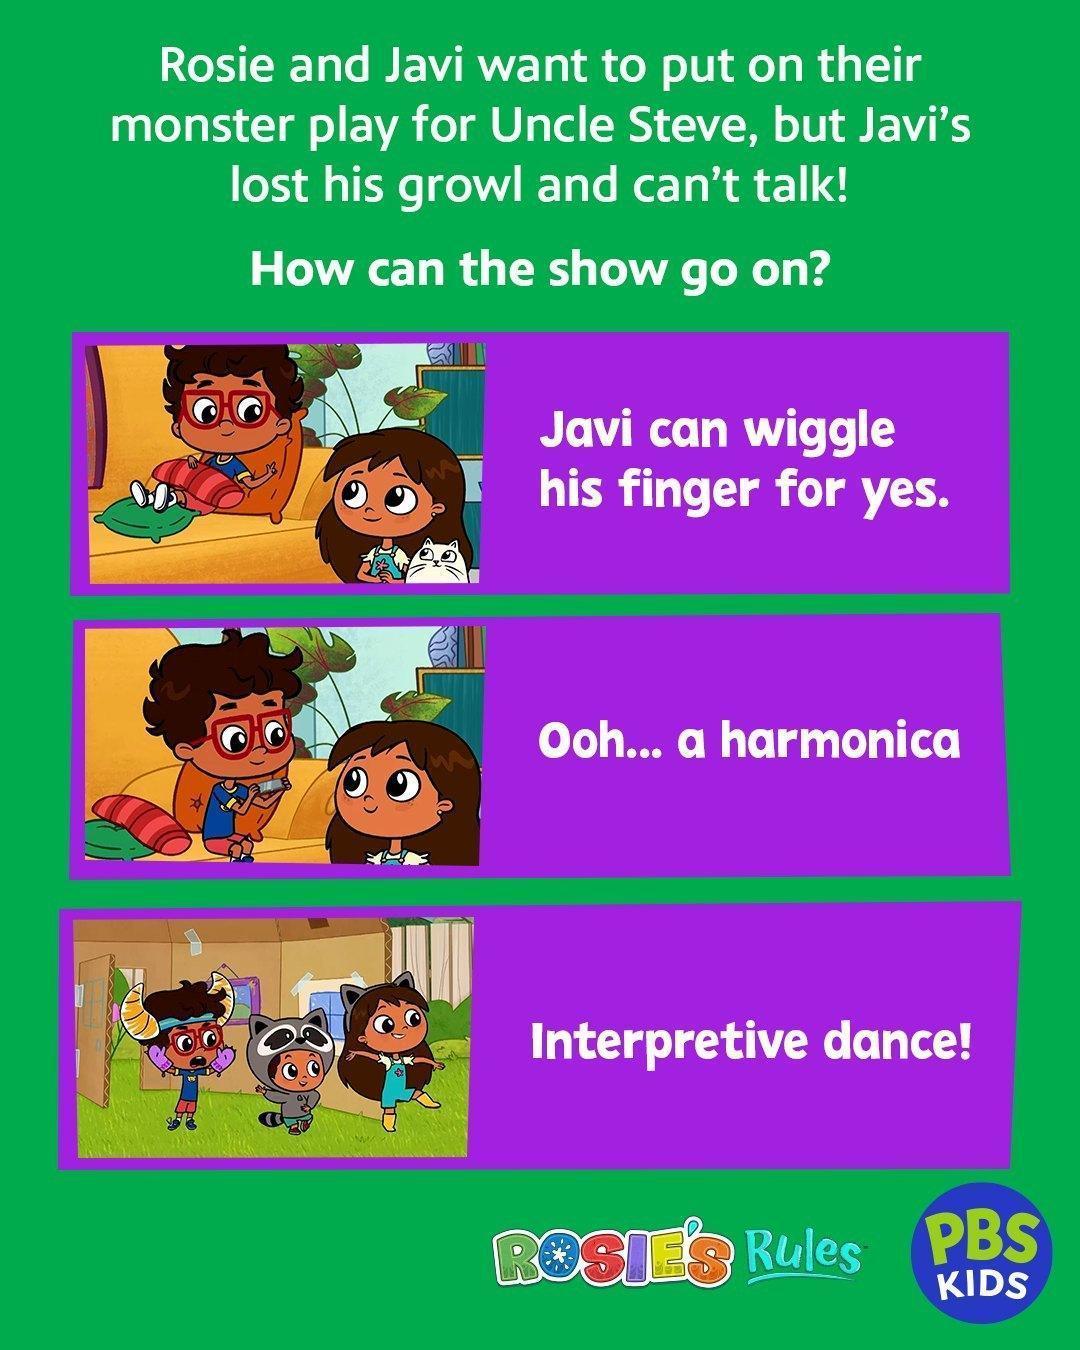 Rosie and Javi want to put on their
monster play for Uncle Steve, but Javi’s
lost his growl and can’t talk!
How can the show go on?
Javi can wiggle
his finger for yes.
Ooh... a harmonica
Interpretive dance!
ROSIE'S Rules
PBS
KIDS